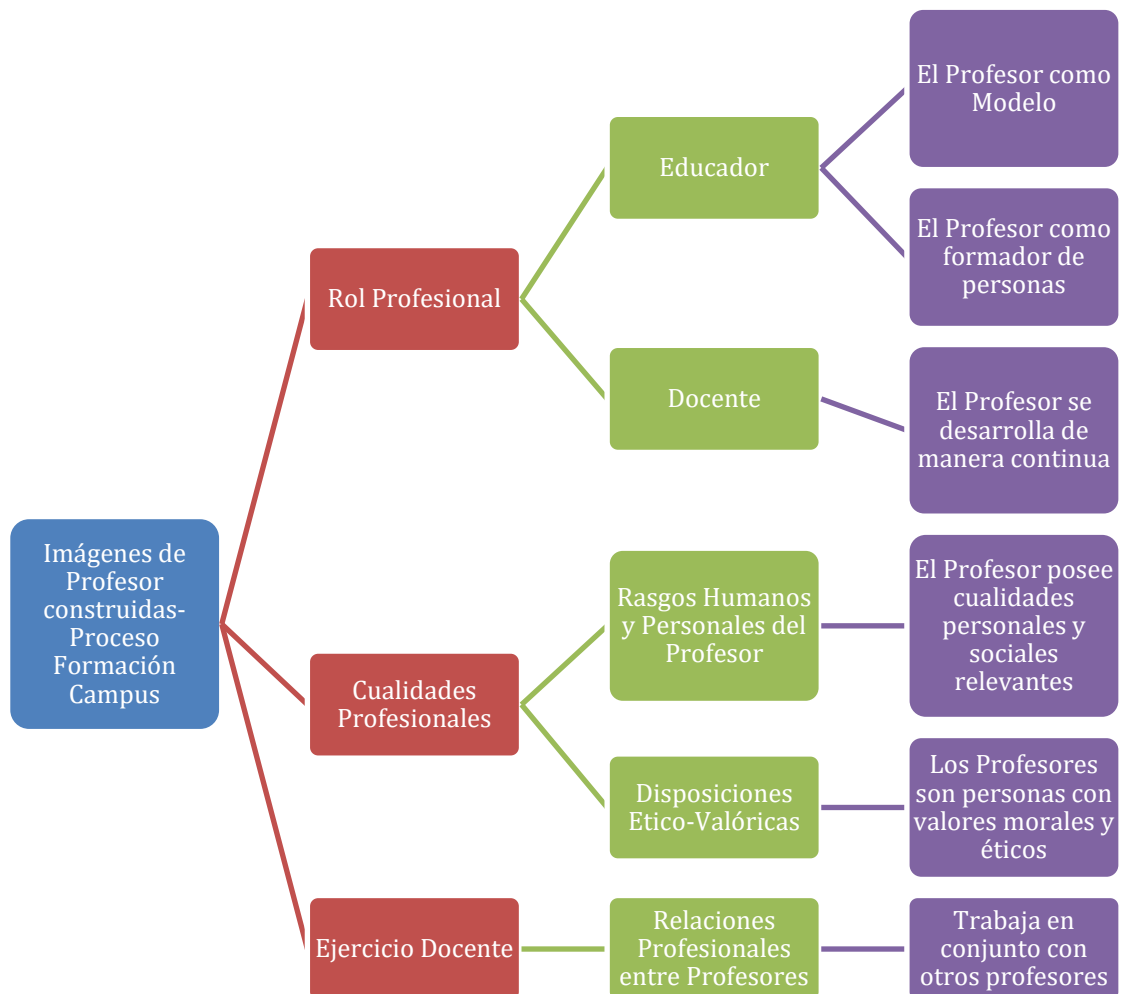 Imágenes de
Profesor
construidas-
Proceso
Formación
Campus
Rol Profesional
Educador
El Profesor como
Modelo
El Profesor como
formador de
personas
Docente
El Profesor se
desarrolla de
manera continua
Cualidades
Profesionales
Rasgos Humanos
y Personales del
Profesor
El Profesor posee
cualidades
personales y
sociales
relevantes
Disposiciones
Etico-Valóricas
Los Profesores
son personas con
valores morales y
éticos
Ejercicio Docente
Relaciones
Profesionales
entre Profesores
Trabaja en
conjunto con
otros profesores